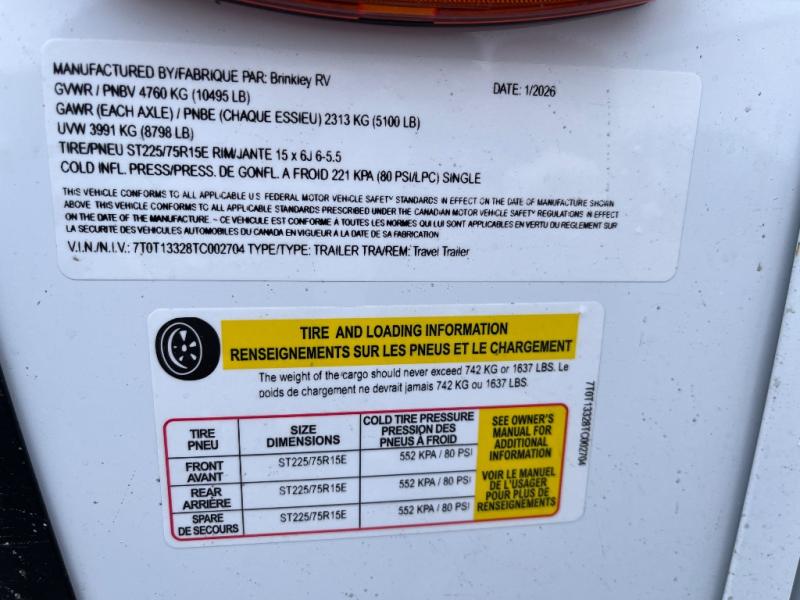 MANUFACTURED BY/FABRIQUE PAR: Brinkley RV DATE: 1/2026
GVWR / PNBV 4760 KG (10495 LB)
GAWR (EACH AXLE) / PNBE (CHAQUE ESSIEU) 2313 KG (5100 LB)
UVW 3991 KG (8798 LB)
TIRE/PNEU ST225/75R15E RIM/JANTE 15 x 6J 6-5.5
COLD INFL. PRESS/PRESS. DE GONFL. A FROID 221 KPA (80 PSI/LPC) SINGLE
THIS VEHICLE CONFORMS TO ALL APPLICABLE U.S. FEDERAL MOTOR VEHICLE SAFETY STANDARDS IN EFFECT ON THE DATE OF MANUFACTURE SHOWN
ABOVE. THIS VEHICLE CONFORMS TO ALL APPLICABLE STANDARDS PRESCRIBED UNDER THE CANADIAN MOTOR VEHICLE SAFETY REGULATIONS IN EFFECT
ON THE DATE OF THE MANUFACTURE. ~ CE VEHICULE EST CONFORME À TOUTES LES NORMES QUI LUI SONT APPLICABLES EN VERTU DU REGLEMENT SUR
LA SECURITE DES VEHICULES AUTOMOBILES DU CANADA EN VIGUEUR A LA DATE DE SA FABRICATION
V.I.N./N.I.V.: 7T0T13328TC002704 TYPE/TYPE: TRAILER TRA/REM: Travel Trailer
TIRE AND LOADING INFORMATION
RENSEIGNEMENTS SUR LES PNEUS ET LE CHARGEMENT
The weight of the cargo should never exceed 742 KG or 1637 LBS. Le
poids de chargement ne devrait jamais 742 KG ou 1637 LBS.
TIRE
PNEU
SIZE
DIMENSIONS
COLD TIRE PRESSURE
PRESSION DES
PNEUS À FROID
FRONT
AVANT
ST225/75R15E
552 KPA / 80 PSI
REAR
ARRIÈRE
ST225/75R15E
552 KPA / 80 PSI
SPARE
DE SECOURS
ST225/75R15E
552 KPA / 80 PSI
SEE OWNER'S
MANUAL FOR
ADDITIONAL
INFORMATION
VOIR LE MANUEL
DE L'USAGER
POUR PLUS DE
RENSEIGNEMENTS
7T0T13328TC002704